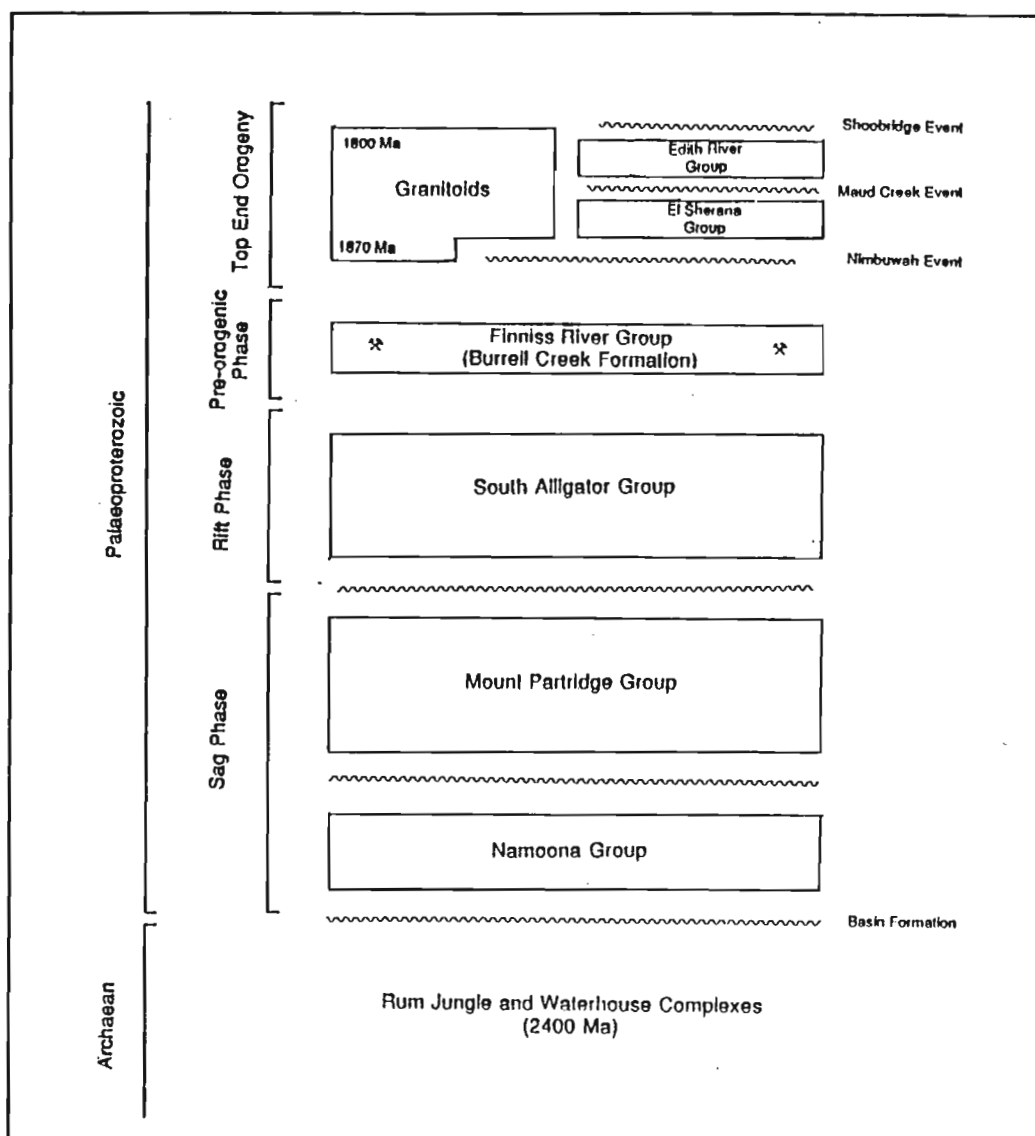 Palaeoproterozoic
Archaean
Top End Orogeny
Pre-orogenic
Phase
Rift Phase
Sag Phase
1800 Ma
Granitoids
1870 Ma
Edith River
Group
El Sherana
Group
Shoobridge Event
Maud Creek Event
Nimbuwah Event
Finniss River Group
(Burrell Creek Formation)
South Alligator Group
Mount Partridge Group
Namoona Group
Basin Formation
Rum Jungle and Waterhouse Complexes
(2400 Ma)